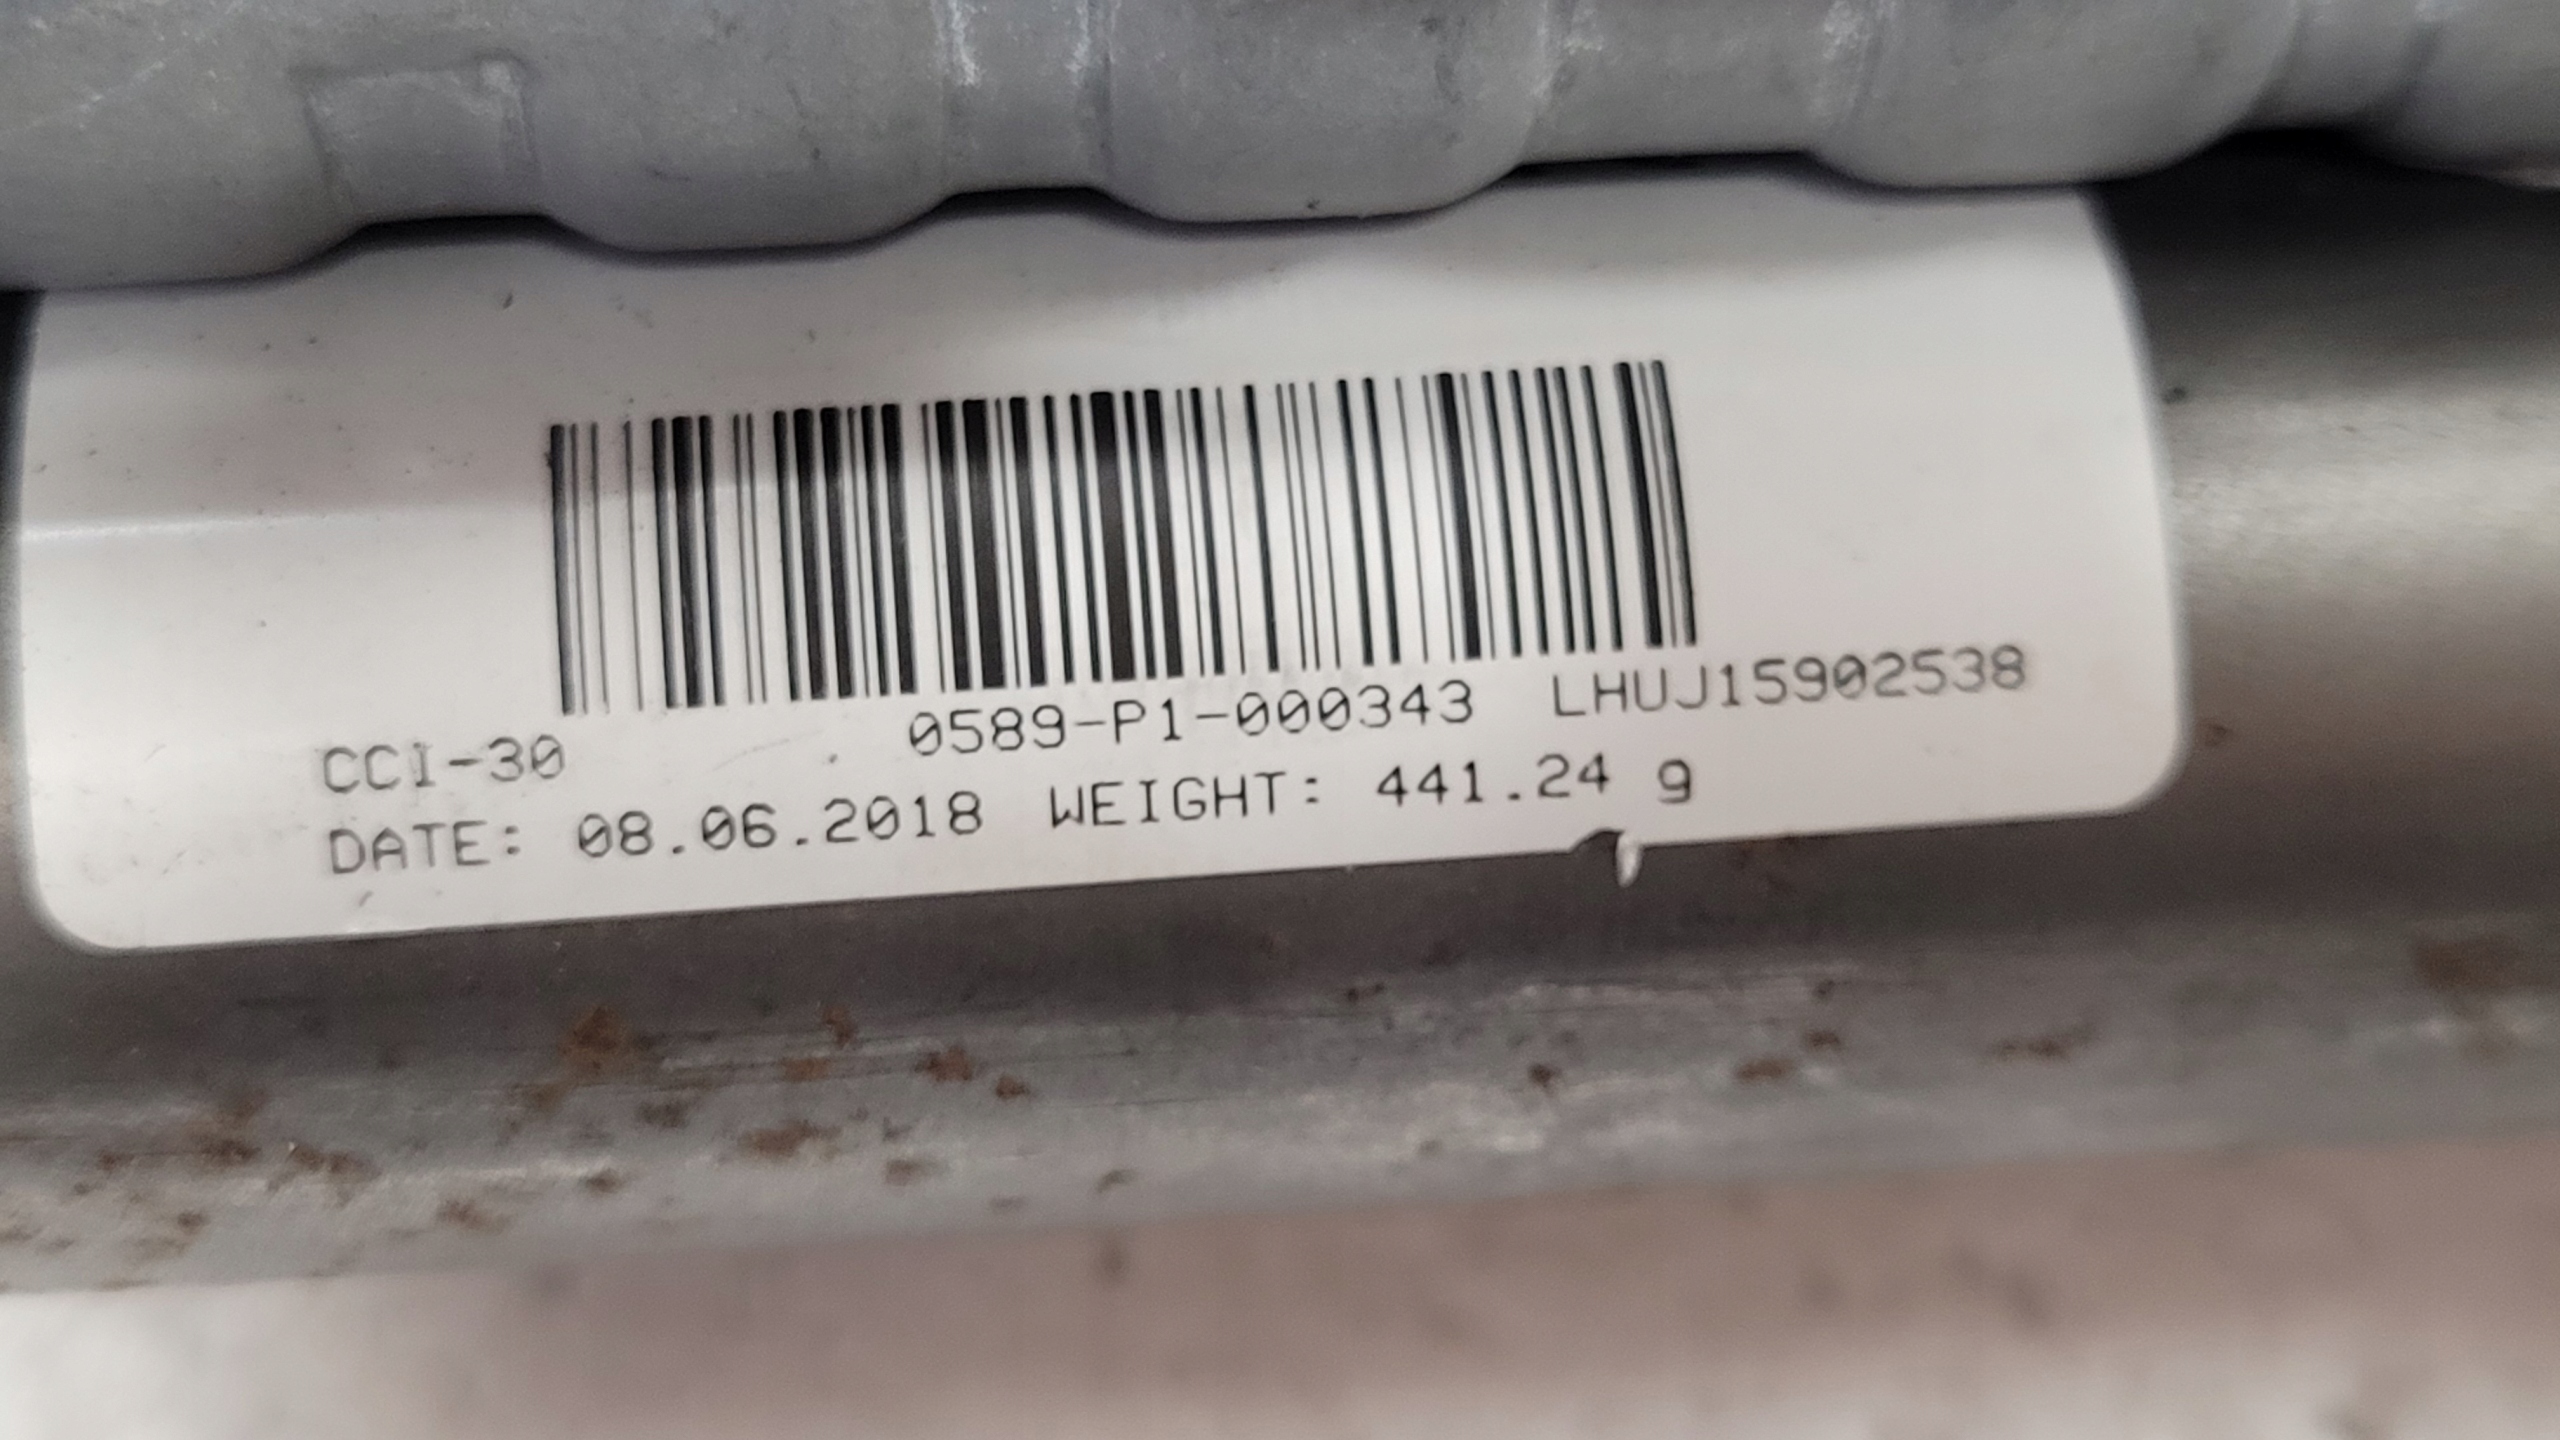 0589-P1-000343 LHUJ15902538
CCI-30
DATE: 08.06.2018 WEIGHT: 441.24 g